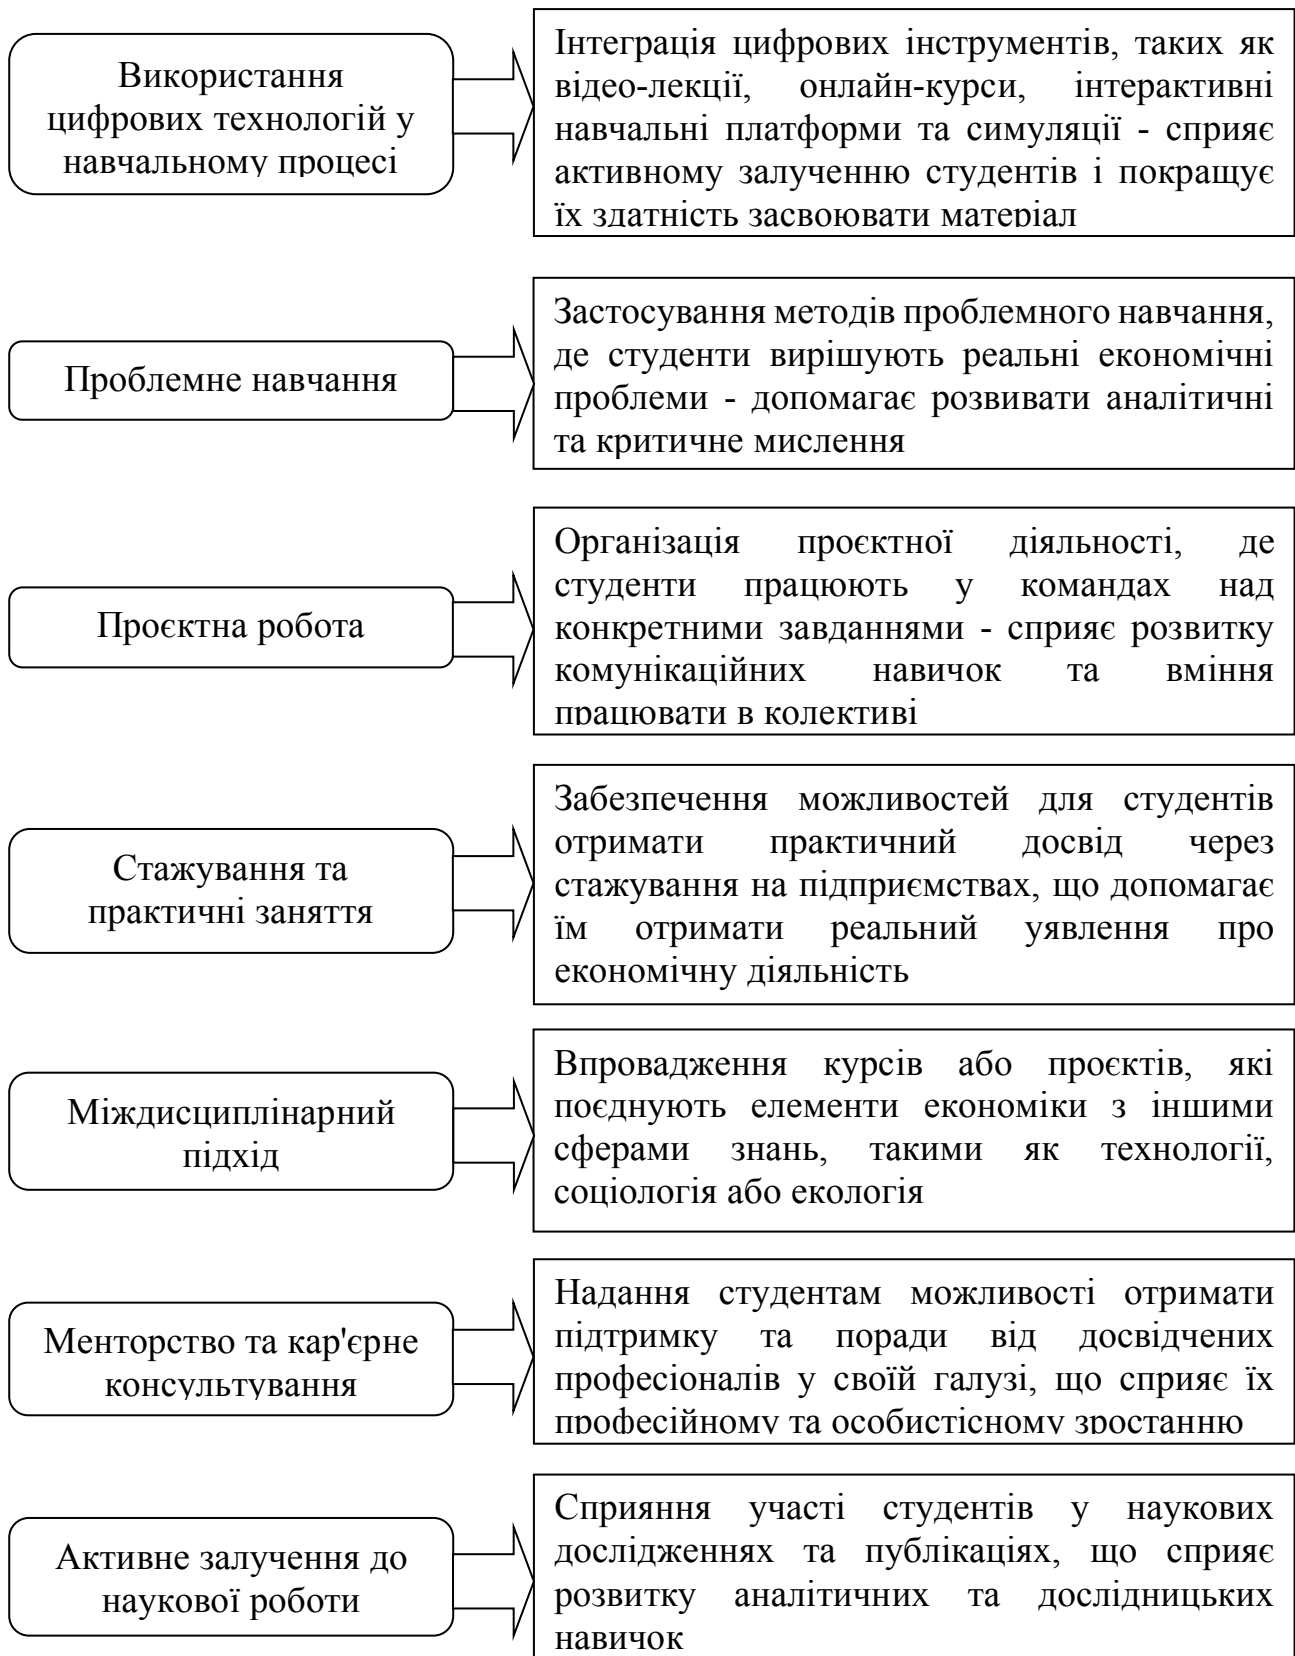 Використання
цифрових технологій у
навчальному процесі
Інтеграція цифрових інструментів, таких як
відео-лекції, онлайн-курси, інтерактивні
навчальні платформи та симуляції - сприяє
активному залученню студентів і покращує
їх здатність засвоювати матеріал
Проблемне навчання
Застосування методів проблемного навчання,
де студенти вирішують реальні економічні
проблеми - допомагає розвивати аналітичні
та критичне мислення
Проєктна робота
Організація проєктної діяльності, де
студенти працюють у командах над
конкретними завданнями - сприяє розвитку
комунікаційних навичок та вміння
працювати в колективі
Стажування та
практичні заняття
Забезпечення можливостей для студентів
отримати практичний досвід через
стажування на підприємствах, що допомагає
їм отримати реальний уявлення про
економічну діяльність
Міждисциплінарний
підхід
Впровадження курсів або проєктів, які
поєднують елементи економіки з іншими
сферами знань, такими як технології,
соціологія або екологія
Менторство та кар'єрне
консультування
Надання студентам можливості отримати
підтримку та поради від досвідчених
професіоналів у своїй галузі, що сприяє їх
професійному та особистісному зростанню
Активне залучення до
наукової роботи
Сприяння участі студентів у наукових
дослідженнях та публікаціях, що сприяє
розвитку аналітичних та дослідницьких
навичок